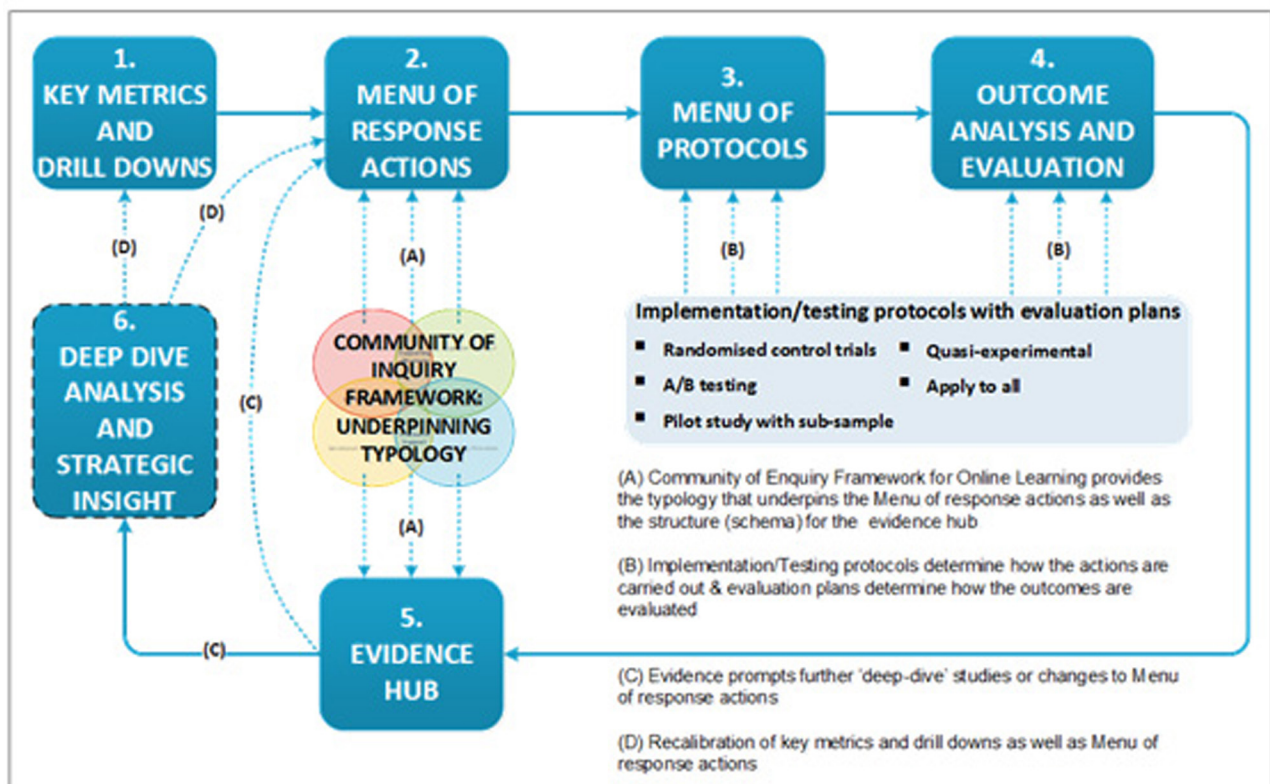 1.
KEY METRICS
AND
DRILL DOWNS
2.
MENU OF
RESPONSE
ACTIONS
3.
MENU OF
PROTOCOLS
4.
OUTCOME
ANALYSIS AND
EVALUATION
(D)
(D)
(A)
(B)
(B)
6.
DEEP DIVE
ANALYSIS
AND
STRATEGIC
INSIGHT
(C)
COMMUNITY OF
INQUIRY
FRAMEWORK:
UNDERPINNING
TYPOLOGY
(A)
Implementation/testing protocols with evaluation plans
▪ Randomised control trials
▪ Quasi-experimental
▪ A/B testing
▪ Apply to all
▪ Pilot study with sub-sample
(A) Community of Enquiry Framework for Online Learning provides
the typology that underpins the Menu of response actions as well as
the structure (schema) for the evidence hub
(B) Implementation/Testing protocols determine how the actions are
carried out & evaluation plans determine how the outcomes are
evaluated
5.
EVIDENCE
HUB
(C)
(C) Evidence prompts further 'deep-dive' studies or changes to Menu
of response actions
(D) Recalibration of key metrics and drill downs as well as Menu of
response actions